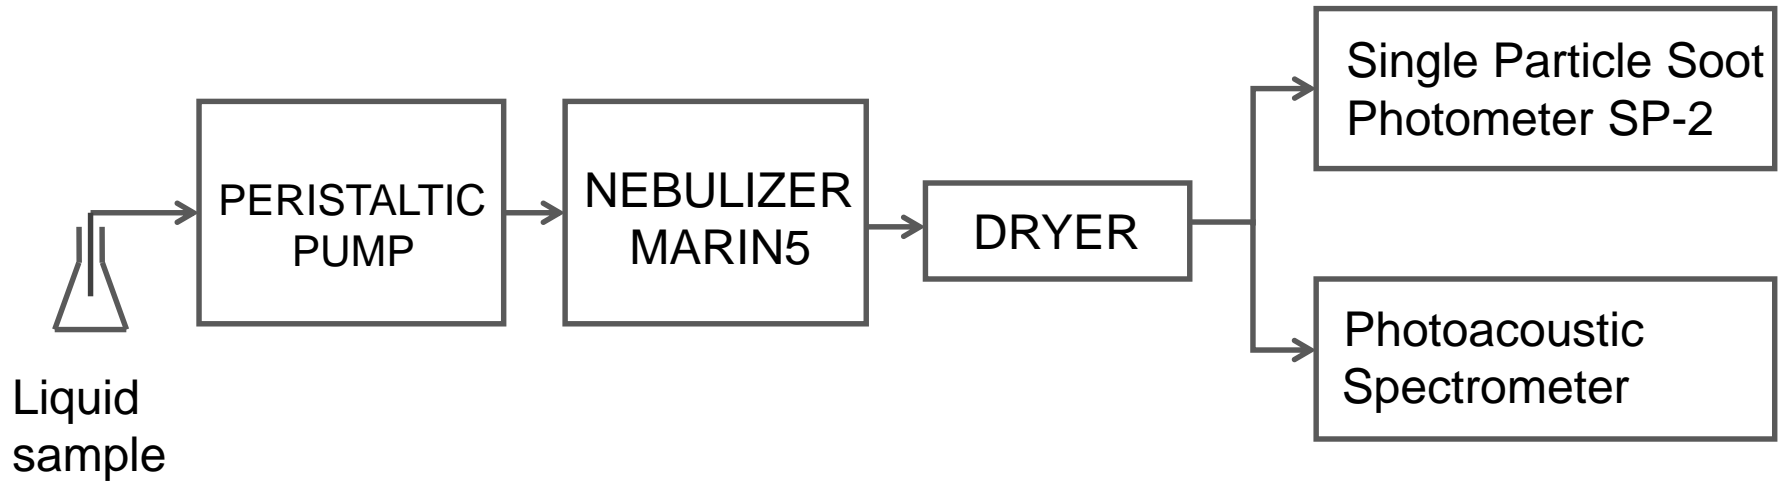 Liquid
sample
PERISTALTIC
PUMP
NEBULIZER
MARIN5
DRYER
Single Particle Soot
Photometer SP-2
Photoacoustic
Spectrometer